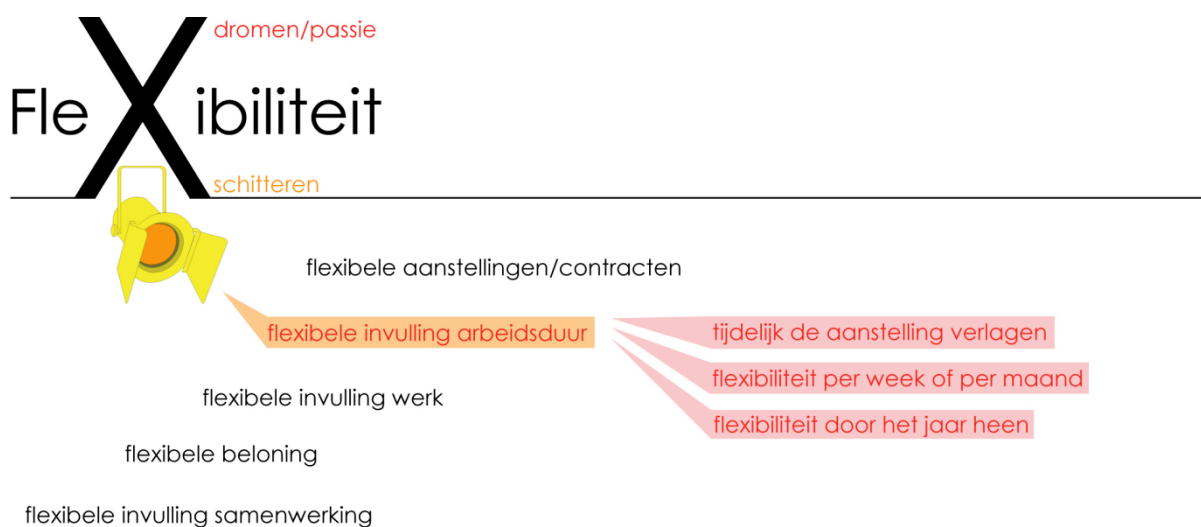 dromen/passie
FleXibiliteit
schitteren
flexibele aanstellingen/contracten
flexibele invulling arbeidsduur
tijdelijk de aanstelling verlagen
flexibiliteit per week of per maand
flexibiliteit door het jaar heen
flexibele invulling werk
flexibele beloning
flexibele invulling samenwerking